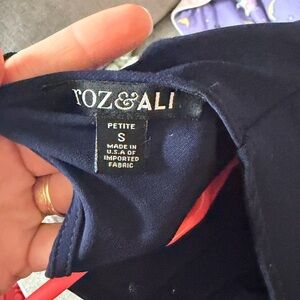 roz&ALI
PETITE
S
MADE IN
U.S.A OF
IMPORTED
FABRIC